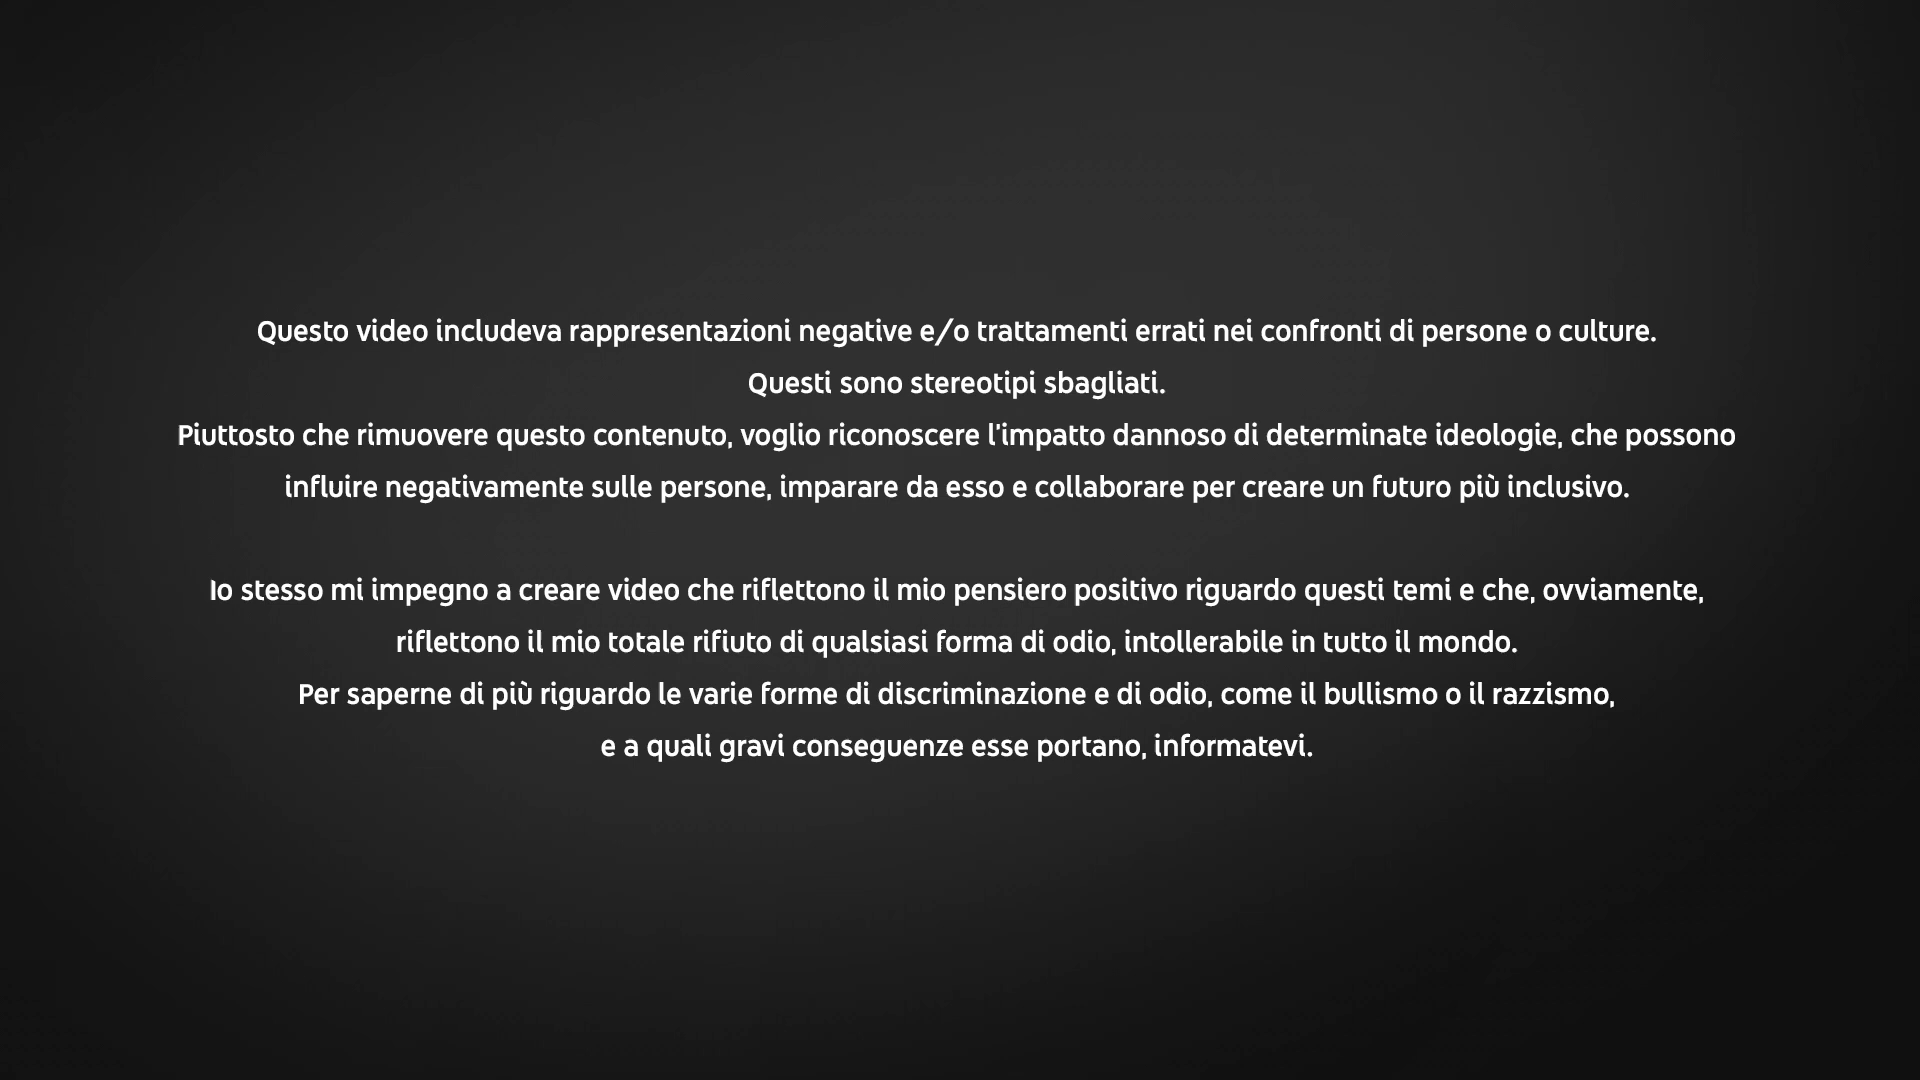 Questo video includeva rappresentazioni negative e/o trattamenti errati nei confronti di persone o culture.
Questi sono stereotipi sbagliati.
Piuttosto che rimuovere questo contenuto, voglio riconoscere l'impatto dannoso di determinate ideologie, che possono
influire negativamente sulle persone, imparare da esso e collaborare per creare un futuro più inclusivo.
Io stesso mi impegno a creare video che riflettono il mio pensiero positivo riguardo questi temi e che, ovviamente,
riflettono il mio totale rifiuto di qualsiasi forma di odio, intollerabile in tutto il mondo.
Per saperne di più riguardo le varie forme di discriminazione e di odio, come il bullismo o il razzismo,
e a quali gravi conseguenze esse portano, informatevi.